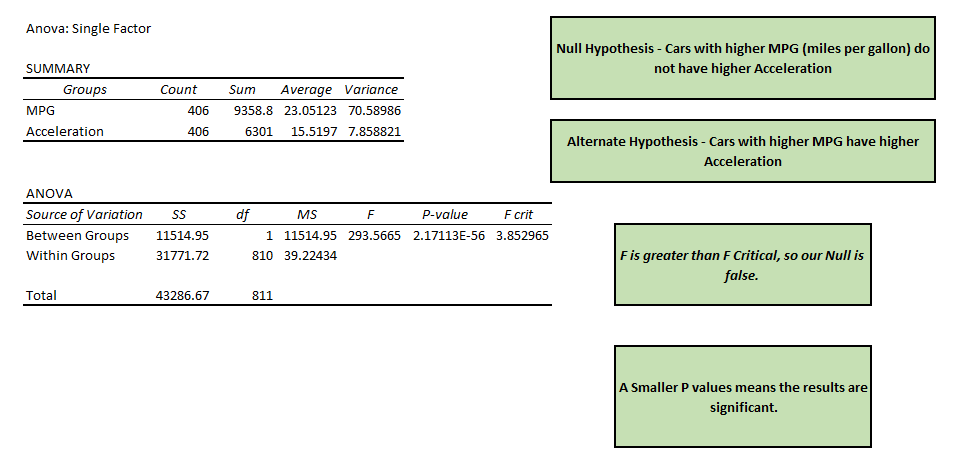 Anova: Single Factor
SUMMARY
Groups Count Sum Average Variance
MPG 406 9358.8 23.05123 70.58986
Acceleration 406 6301 15.5197 7.858821
ANOVA
Source of Variation SS df MS F P-value F crit
Between Groups 11514.95 1 11514.95 293.5665 2.17113E-56 3.852965
Within Groups 31771.72 810 39.22434
Total 43286.67 811
Null Hypothesis - Cars with higher MPG (miles per gallon) do
not have higher Acceleration
Alternate Hypothesis - Cars with higher MPG have higher
Acceleration
F is greater than F Critical, so our Null is
false.
A Smaller P values means the results are
significant.